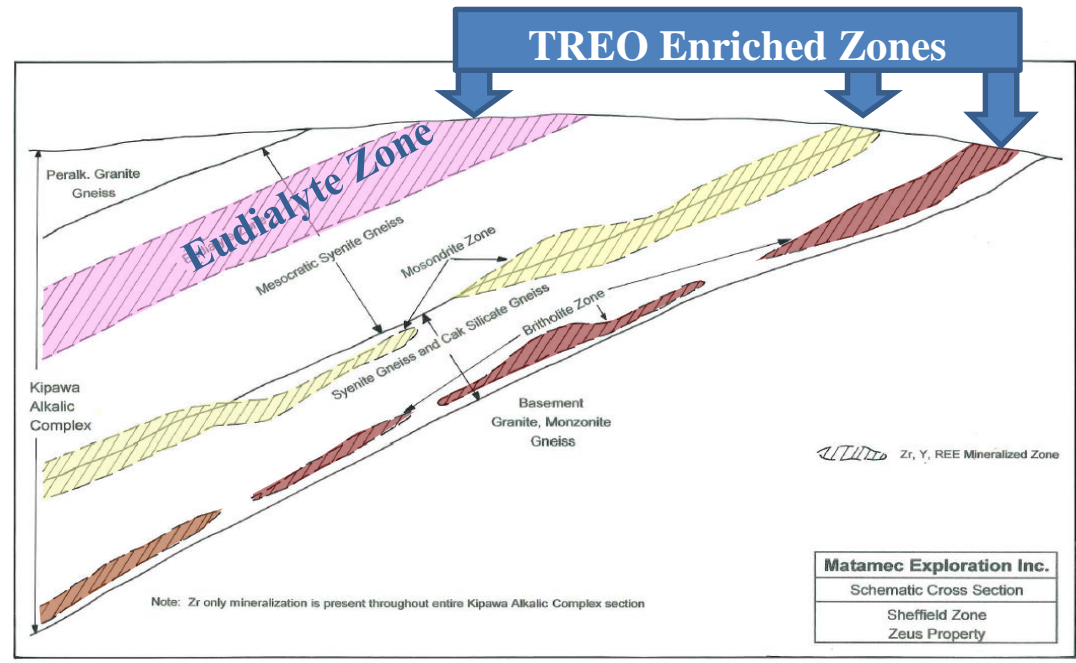 TREO Enriched Zones
Peralk. Granite
Gneiss
Eudialyte Zone
Mesocratic Syenite Gneiss
Mosondrite Zone
Syenite Gneiss and Calk Silicate Gneiss
Britholite Zone
Kipawa
Alkalic
Complex
Basement
Granite, Monzonite
Gneiss
Zr, Y, REE Mineralized Zone
Note: Zr only mineralization is present throughout entire Kipawa Alkalic Complex section
Matamec Exploration Inc.
Schematic Cross Section
Sheffield Zone
Zeus Property